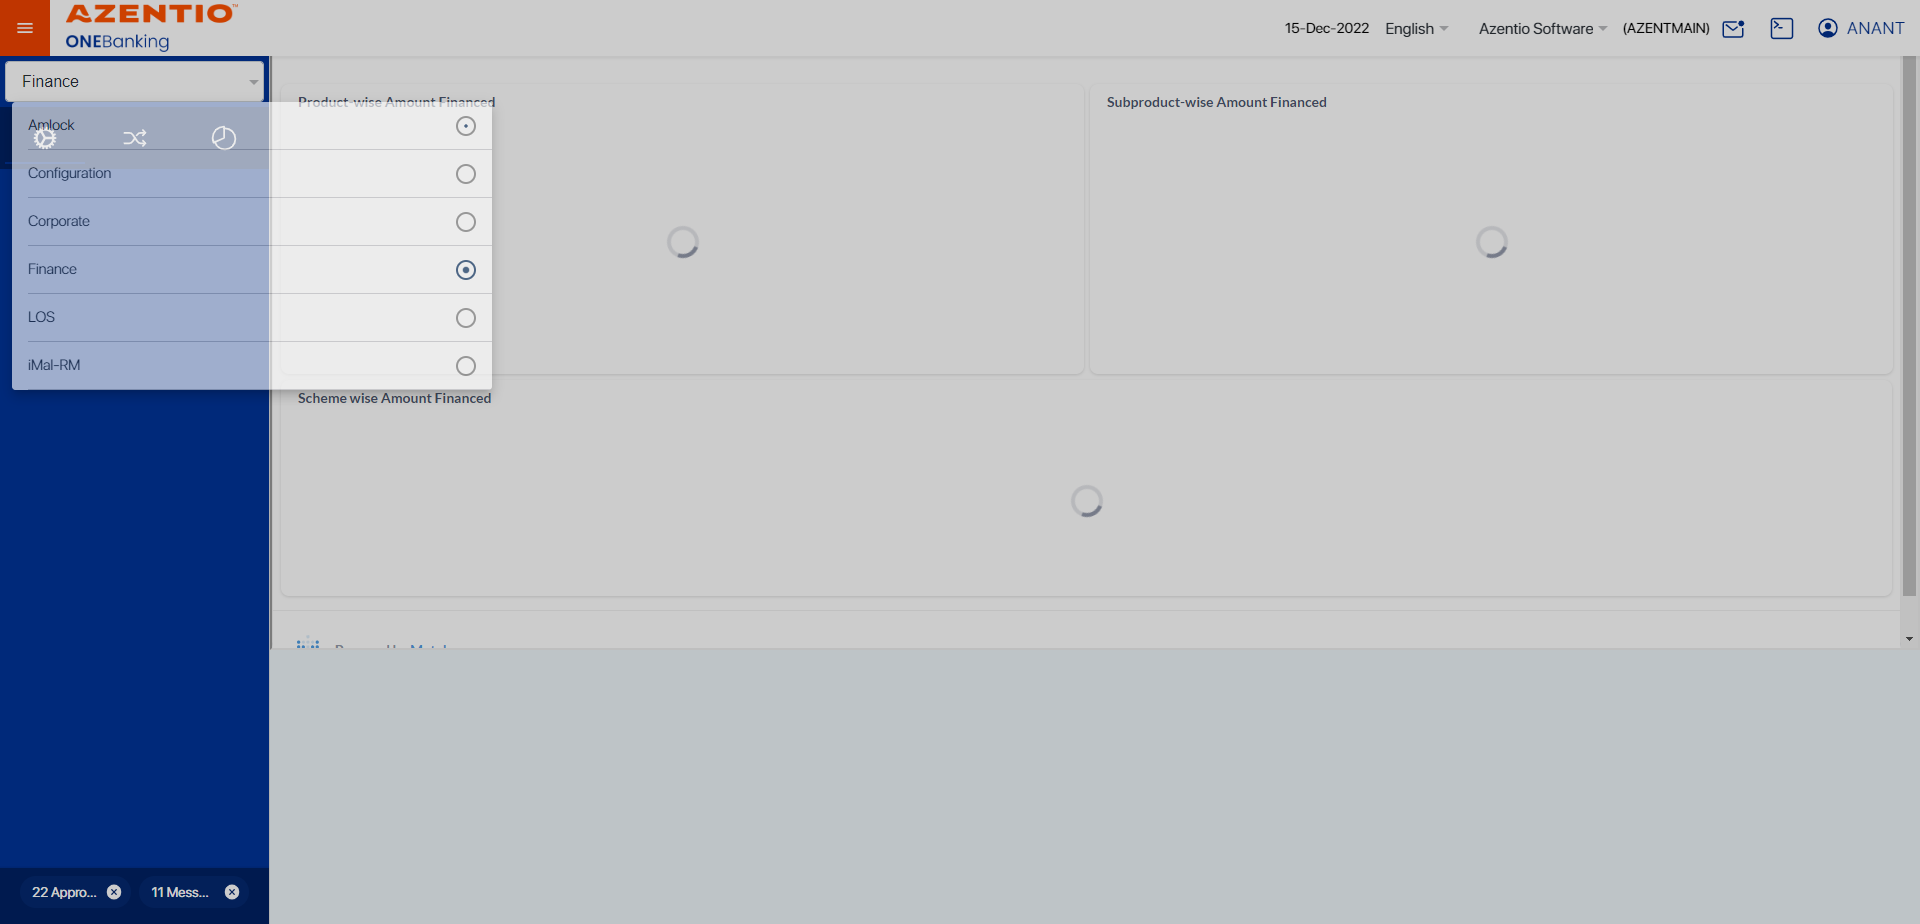 AZENTIO™
ONEBanking
15-Dec-2022 English Azentio Software (AZENTMAIN) ANANT
Finance
Product-wise Amount Financed
Subproduct-wise Amount Financed
Amlock
Configuration
Corporate
Finance
LOS
iMal-RM
Scheme wise Amount Financed
22 Appro...
11 Mess...